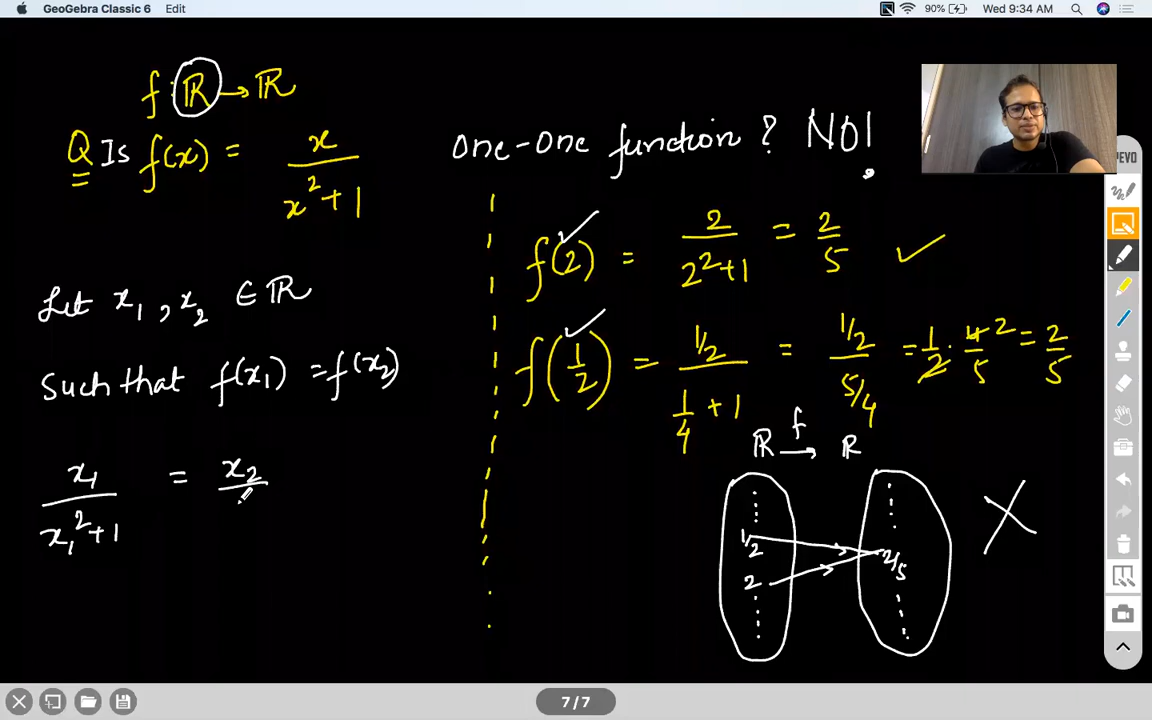 GeoGebra Classic 6 Edit 90% Wed 9:34 AM
f: ℝ → ℝ
Q Is f(x) = x/(x²+1) one-one function? NO!
Let x₁, x₂ ∈ ℝ
Such that f(x₁) = f(x₂)
x₁/(x₁²+1) = x₂/
f(2) = 2/(2²+1) = 2/5 ✓
f(1/2) = (1/2)/(1/4 + 1) = (1/2)/(5/4) = 1/2 · 4/5 2 = 2/5
ℝ f→ ℝ
1/2 2/5
2
7 / 7